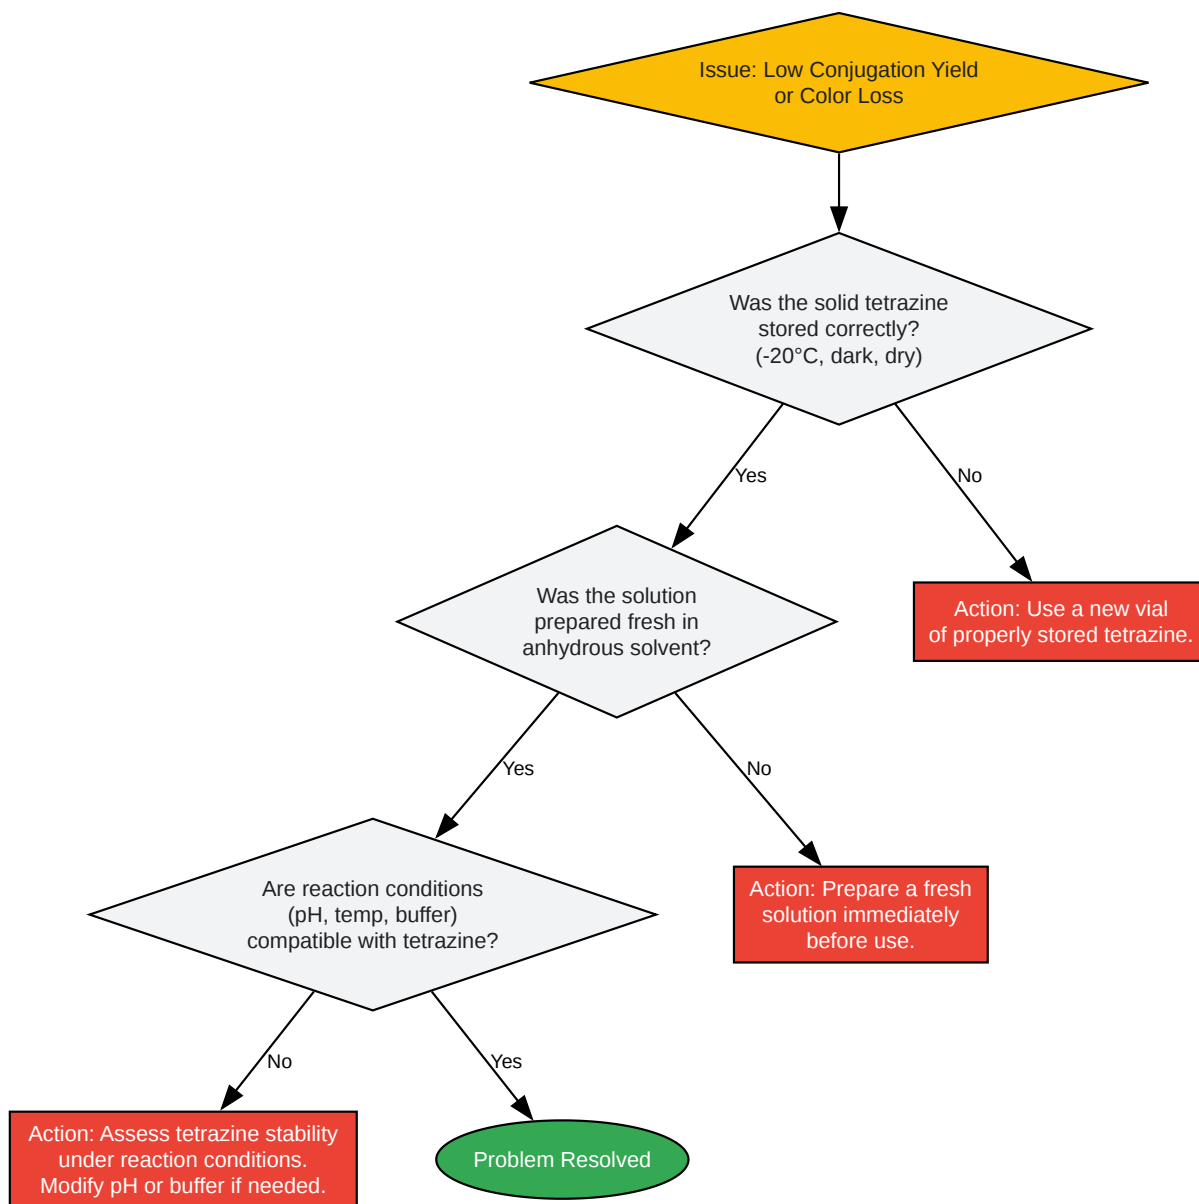 Issue: Low Conjugation Yield
or Color Loss
Was the solid tetrazine
stored correctly?
(-20°C, dark, dry)
Yes
No
Was the solution
prepared fresh in
anhydrous solvent?
Action: Use a new vial
of properly stored tetrazine.
Yes
No
Are reaction conditions
(pH, temp, buffer)
compatible with tetrazine?
Action: Prepare a fresh
solution immediately
before use.
No
Yes
Action: Assess tetrazine stability
under reaction conditions.
Modify pH or buffer if needed.
Problem Resolved